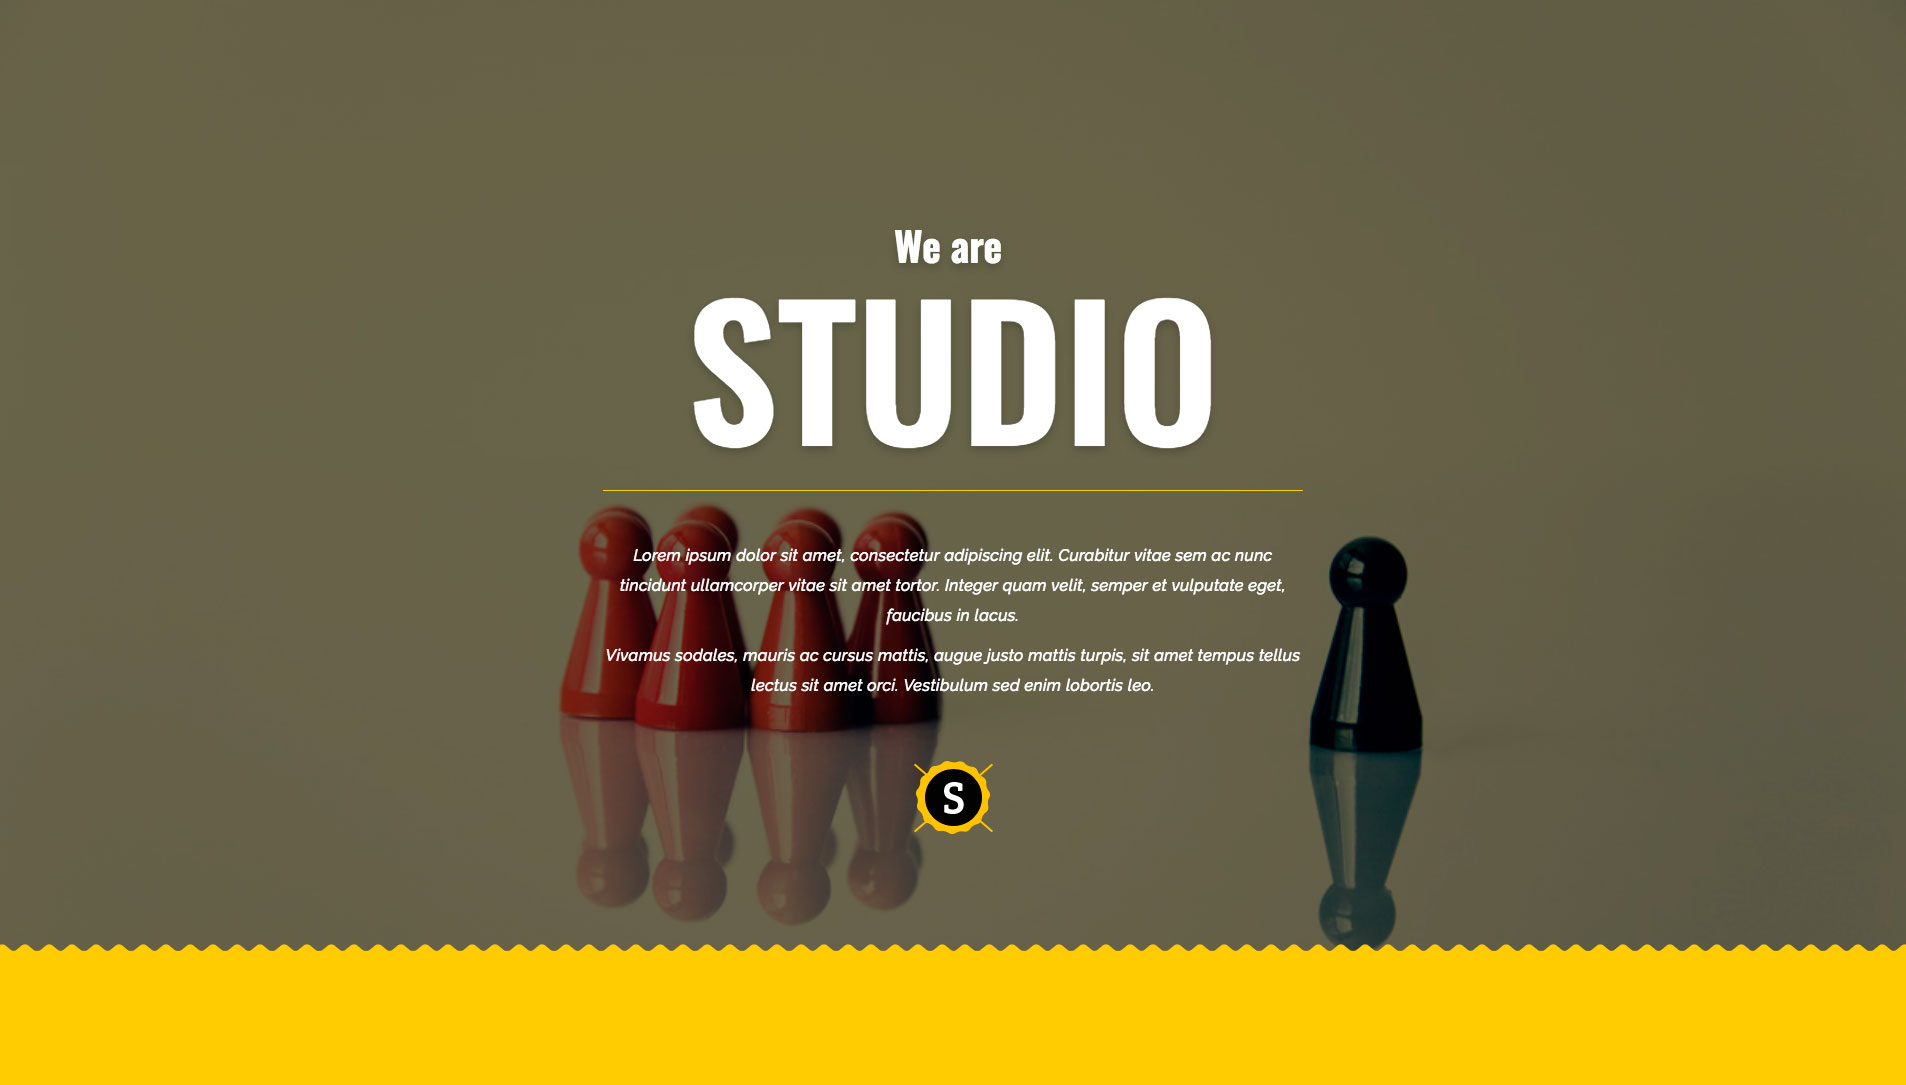 We are
STUDIO
Lorem ipsum dolor sit amet, consectetur adipiscing elit. Curabitur vitae sem ac nunc
tincidunt ullamcorper vitae sit amet tortor. Integer quam velit, semper et vulputate eget,
faucibus in lacus.
Vivamus sodales, mauris ac cursus mattis, augue justo mattis turpis, sit amet tempus tellus
lectus sit amet orci. Vestibulum sed enim lobortis leo.
S